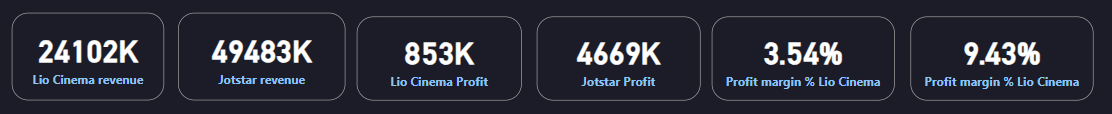 24102K
Lio Cinema revenue
49483K
Jotstar revenue
853K
Lio Cinema Profit
4669K
Jotstar Profit
3.54%
Profit margin % Lio Cinema
9.43%
Profit margin % Lio Cinema